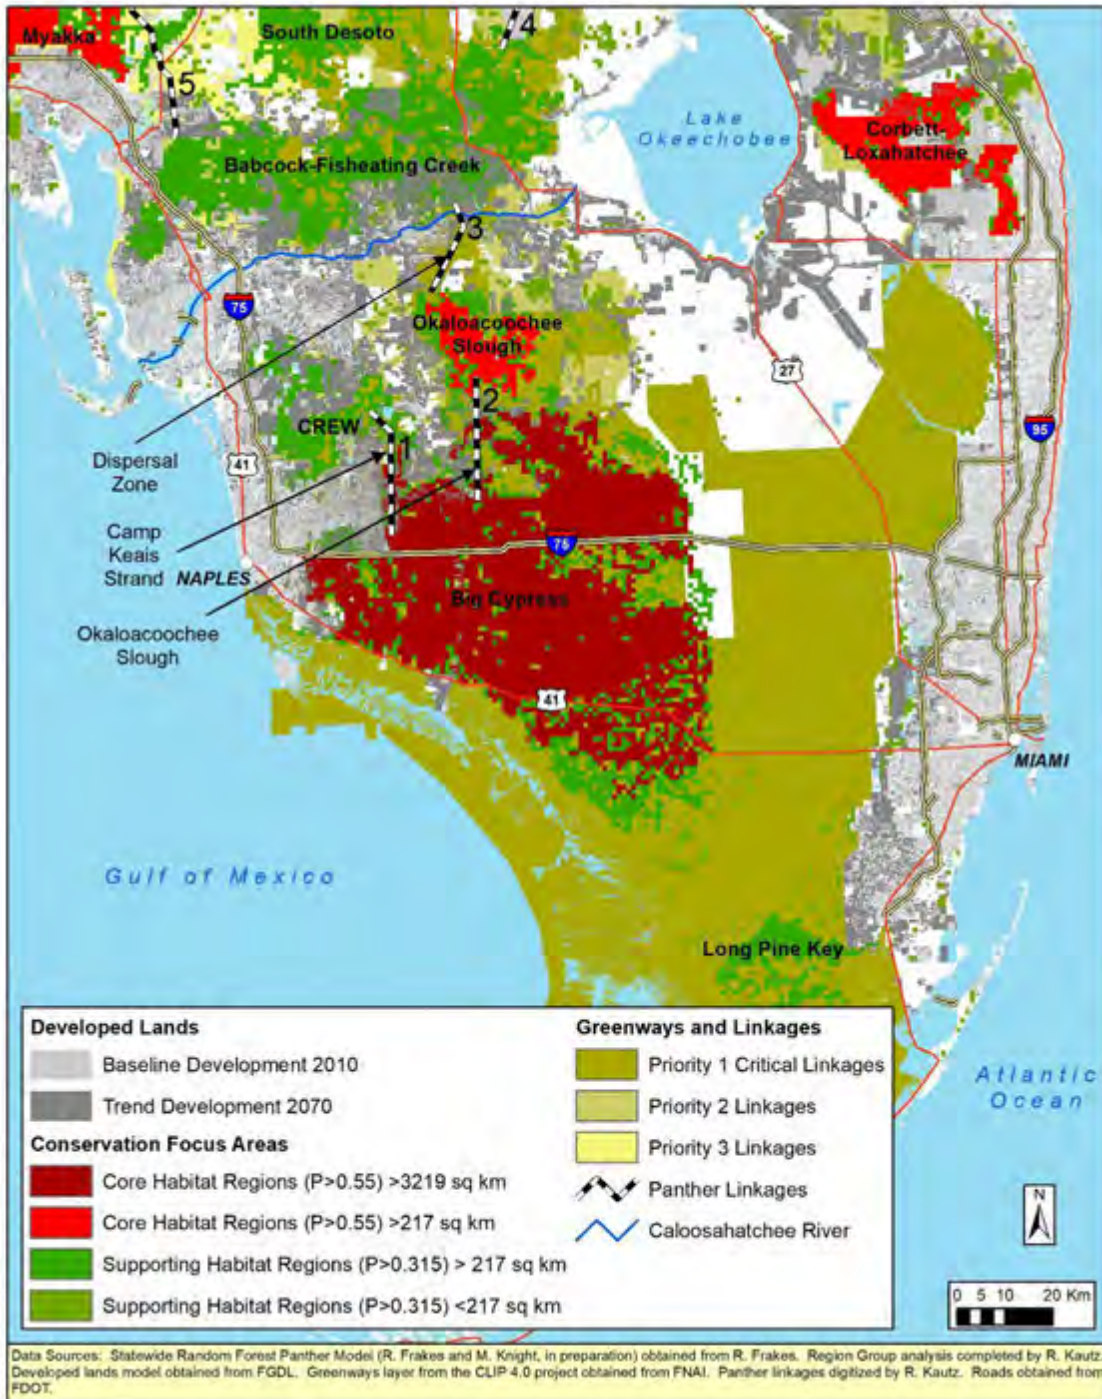 Myakka
South Desoto
4
5
Lake
Okeechobee
Corbett-
Loxahatchee
Babcock-Fisheating Creek
3
75
Okaloacoochee
Slough
27
2
CREW
1
95
41
Dispersal
Zone
Camp
Keais
Strand
NAPLES
75
Big Cypress
Okaloacoochee
Slough
41
MIAMI
Gulf of Mexico
Long Pine Key
Atlantic
Ocean
Developed Lands
Baseline Development 2010
Trend Development 2070
Conservation Focus Areas
Core Habitat Regions (P>0.55) >3219 sq km
Core Habitat Regions (P>0.55) >217 sq km
Supporting Habitat Regions (P>0.315) > 217 sq km
Supporting Habitat Regions (P>0.315) <217 sq km
Greenways and Linkages
Priority 1 Critical Linkages
Priority 2 Linkages
Priority 3 Linkages
Panther Linkages
Caloosahatchee River
N
0 5 10 20 Km
Data Sources: Statewide Random Forest Panther Model (R. Frakes and M. Knight, in preparation) obtained from R. Frakes. Region Group analysis completed by R. Kautz.
Developed lands model obtained from FGDL. Greenways layer from the CLIP 4.0 project obtained from FNAI. Panther linkages digitized by R. Kautz. Roads obtained from
FDOT.